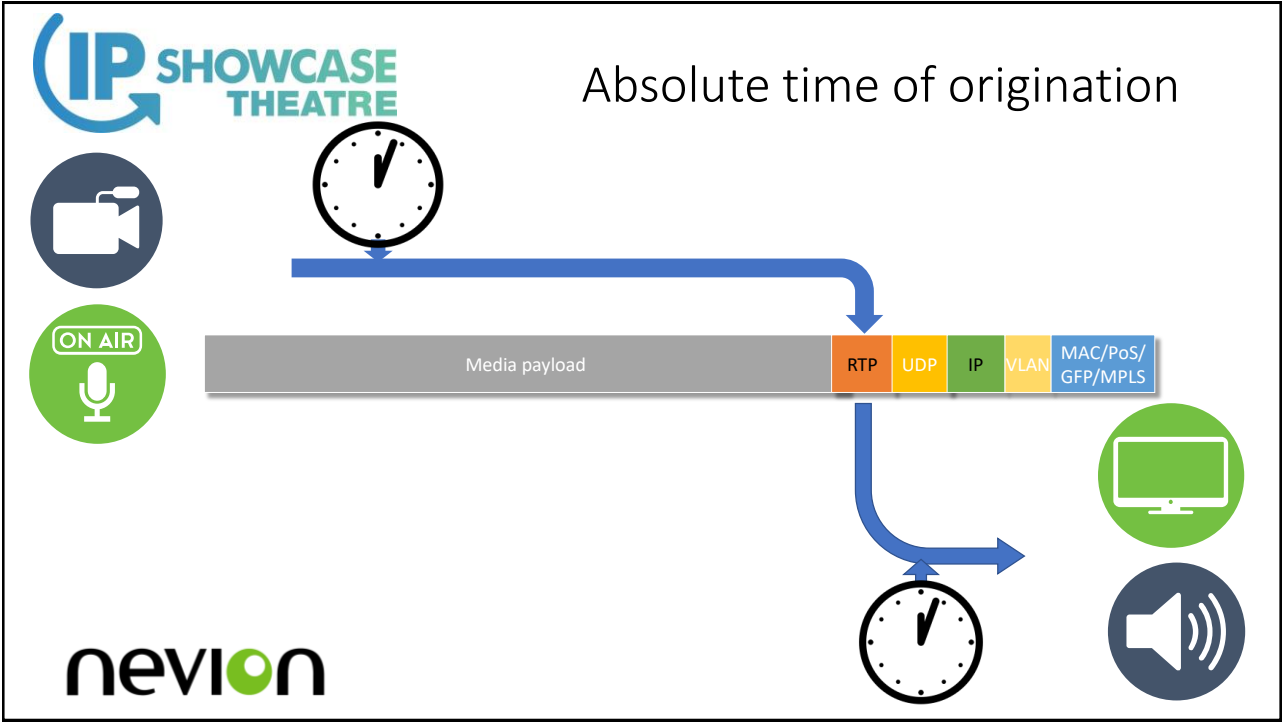 IP SHOWCASE
THEATRE
Absolute time of origination
ON AIR
Media payload
RTP
UDP
IP
VLAN
MAC/PoS/
GFP/MPLS
nevion